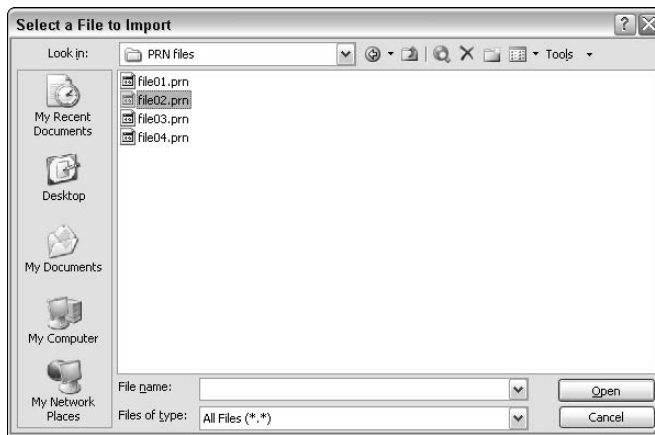 Select a File to Import
Look in:
PRN files
Tools
file01.prn
file02.prn
file03.prn
file04.prn
My Recent
Documents
Desktop
My Documents
My Computer
My Network
Places
File name:
Open
Files of type:
All Files (*.*)
Cancel